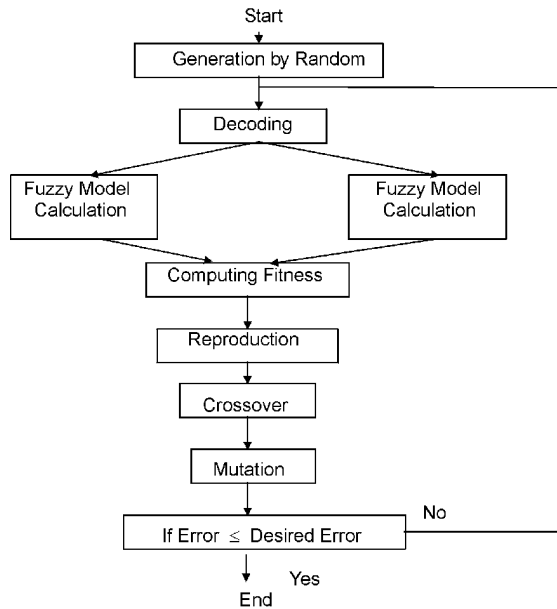 Start
Generation by Random
Decoding
Fuzzy Model
Calculation
Fuzzy Model
Calculation
Computing Fitness
Reproduction
Crossover
Mutation
If Error ≤ Desired Error
No
Yes
End